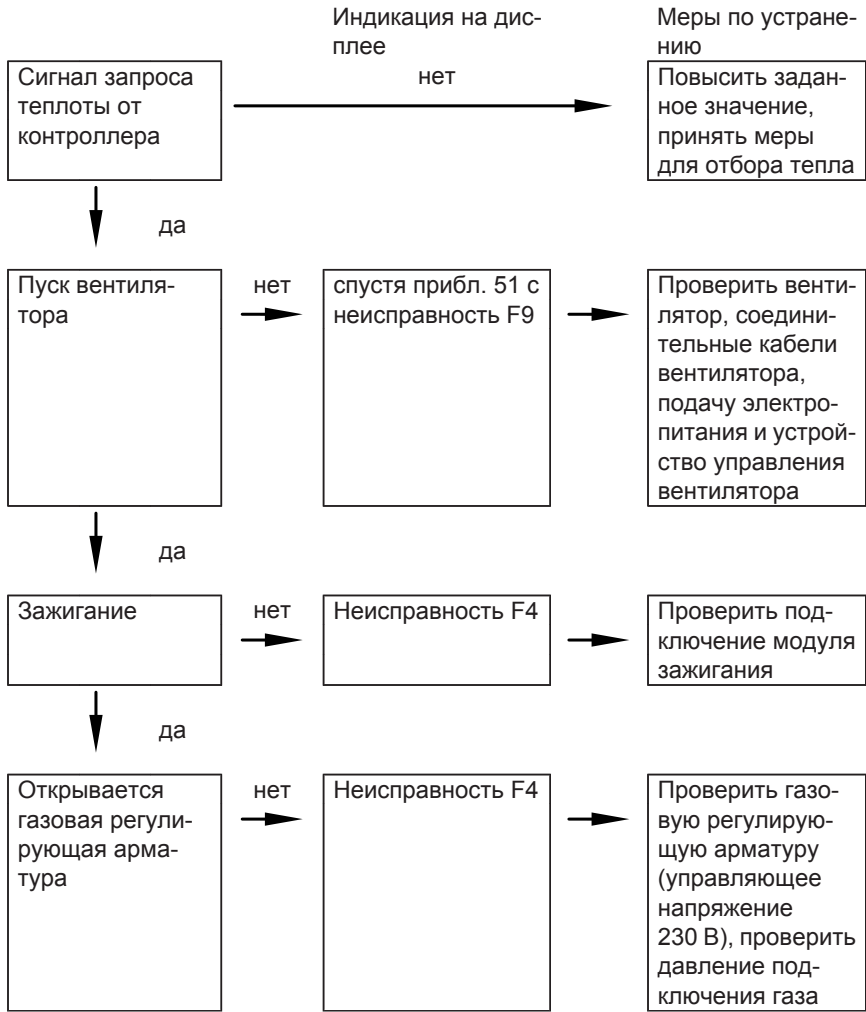 Индикация на дис-
плее
Меры по устране-
нию
Сигнал запроса
теплоты от
контроллера
нет
Повысить задан-
ное значение,
принять меры
для отбора тепла
да
Пуск вентиля-
тора
нет
спустя прибл. 51 с
неисправность F9
Проверить венти-
лятор, соедини-
тельные кабели
вентилятора,
подачу электро-
питания и устрой-
ство управления
вентилятора
да
Зажигание
нет
Неисправность F4
Проверить под-
ключение модуля
зажигания
да
Открывается
газовая регули-
рующая арма-
тура
нет
Неисправность F4
Проверить газо-
вую регулирую-
щую арматуру
(управляющее
напряжение
230 В), проверить
давление под-
ключения газа